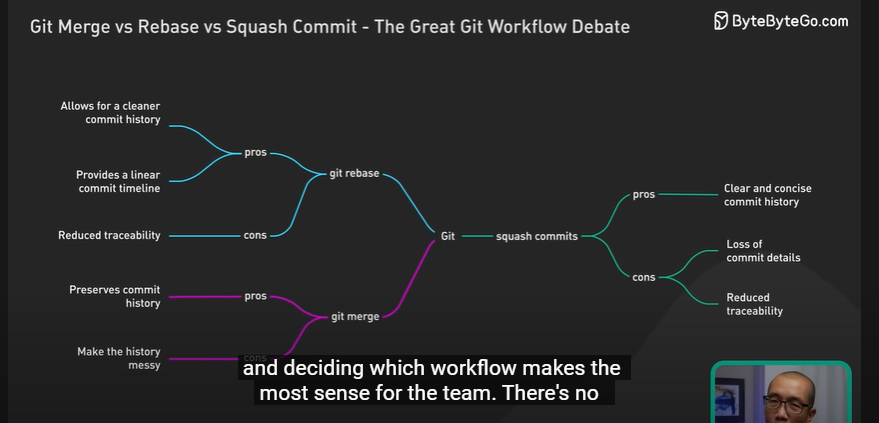 Git Merge vs Rebase vs Squash Commit - The Great Git Workflow Debate
ByteByteGo.com
Allows for a cleaner
commit history
pros
Provides a linear
commit timeline
git rebase
Reduced traceability
cons
Git
squash commits
pros
Clear and concise
commit history
Loss of
commit details
cons
Reduced
traceability
Preserves commit
history
pros
git merge
Make the history
messy
cons
and deciding which workflow makes the
most sense for the team. There's no